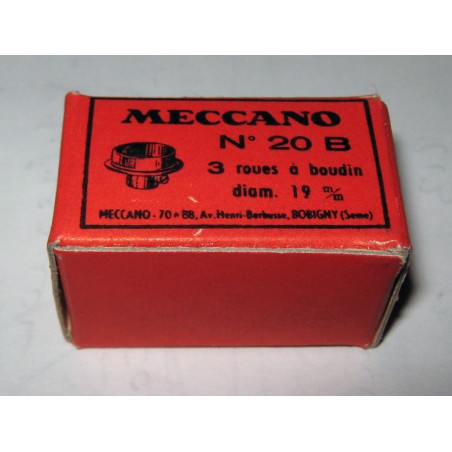 MECCANO
N° 20 B
3 roues à boudin
diam. 19 m/m
MECCANO - 70 à 88, Av. Henri-Barbusse, BOBIGNY (Seine)